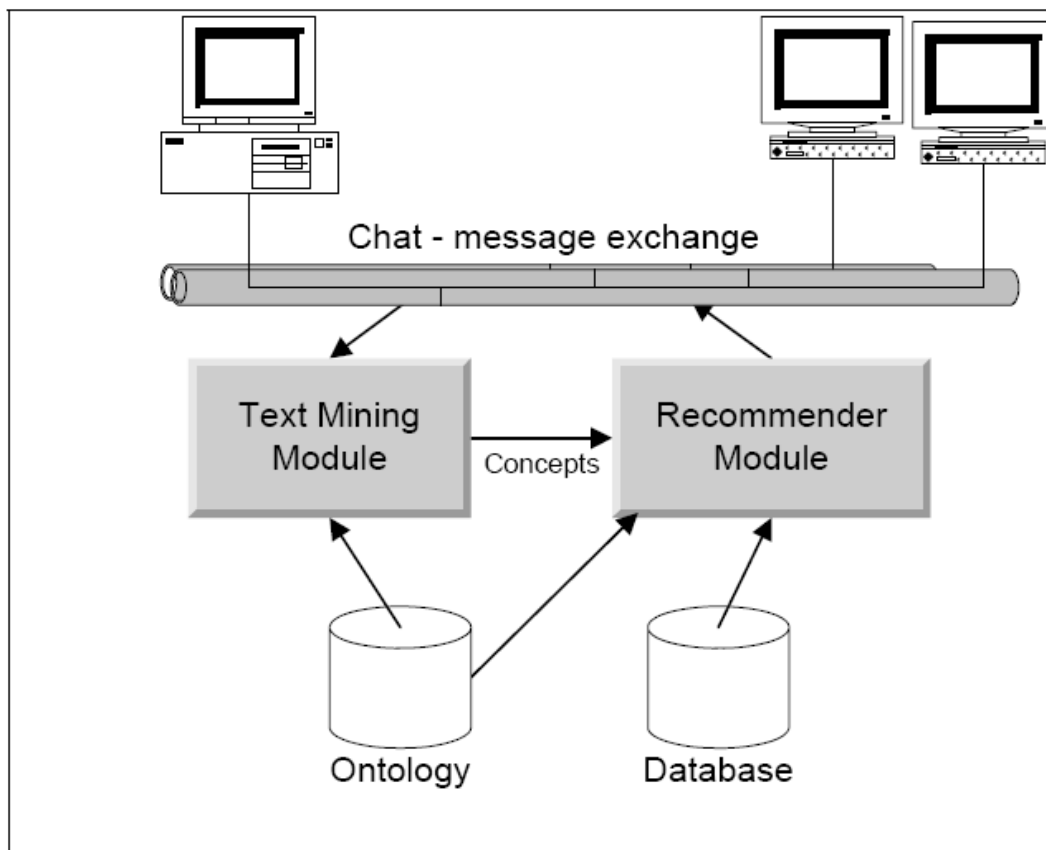 Chat - message exchange
Text Mining
Module
Concepts
Recommender
Module
Ontology
Database